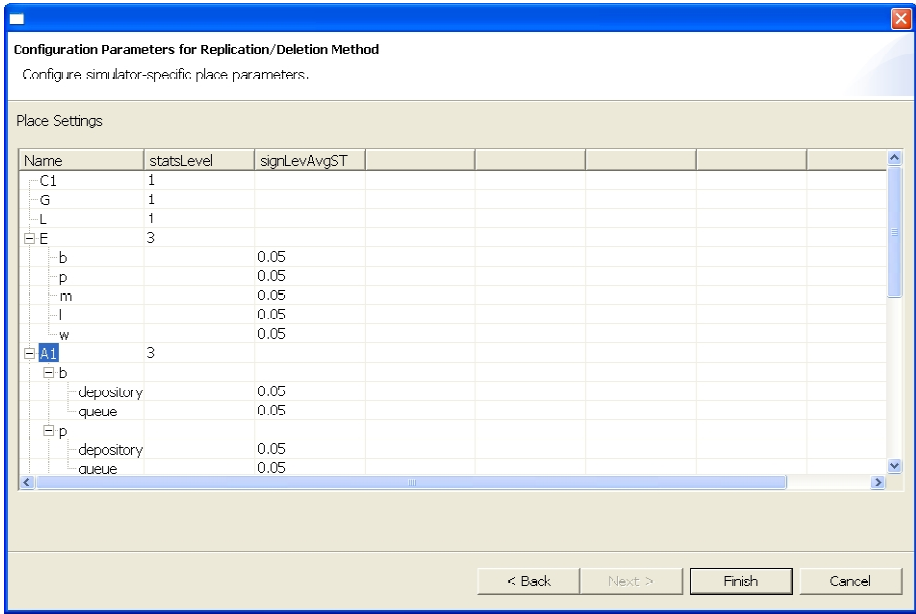 Configuration Parameters for Replication/Deletion Method
Configure simulator-specific place parameters.
Place Settings
Name statsLevel signLevAvgST
C1 1
G 1
L 1
E 3
b 0.05
p 0.05
m 0.05
l 0.05
w 0.05
A1 3
b
depository 0.05
queue 0.05
p
depository 0.05
queue 0.05
< Back Next > Finish Cancel